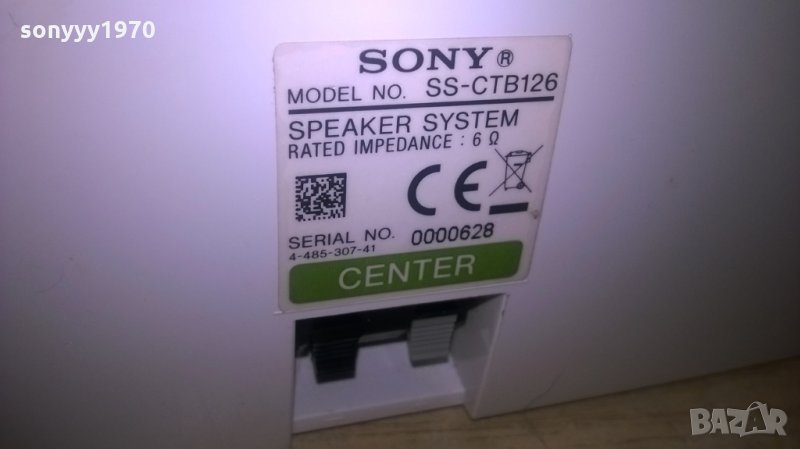 sonyyy1970
SONY®
MODEL NO. SS-CTB126
SPEAKER SYSTEM
RATED IMPEDANCE : 6 Ω
CE
SERIAL NO. 0000628
4-485-307-41
CENTER
BAZAR